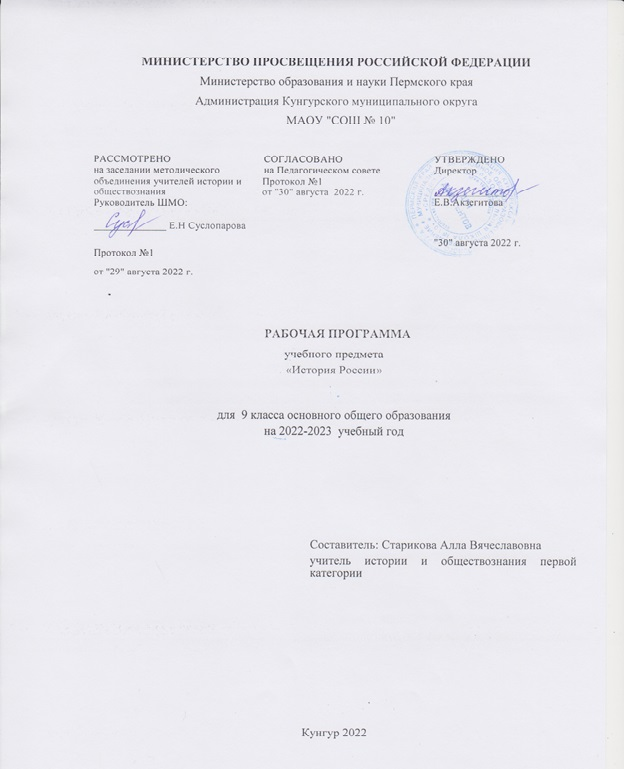 МИНИСТЕРСТВО ПРОСВЕЩЕНИЯ РОССИЙСКОЙ ФЕДЕРАЦИИ
Министерство образования и науки Пермского края
Администрация Кунгурского муниципального округа
МАОУ "СОШ № 10"
РАССМОТРЕНО
на заседании методического
объединения учителей истории и
обществознания
Руководитель ШМО:
Е.Н Суслопарова
Протокол №1
от "29" августа 2022 г.
СОГЛАСОВАНО
на Педагогическом совете
Протокол №1
от "30" августа 2022 г.
УТВЕРЖДЕНО
Директор
Е.В.Акзегитова
"30" августа 2022 г.
РАБОЧАЯ ПРОГРАММА
учебного предмета
«История России»
для 9 класса основного общего образования
на 2022-2023 учебный год
Составитель: Старикова Алла Вячеславовна
учитель истории и обществознания первой
категории
Кунгур 2022